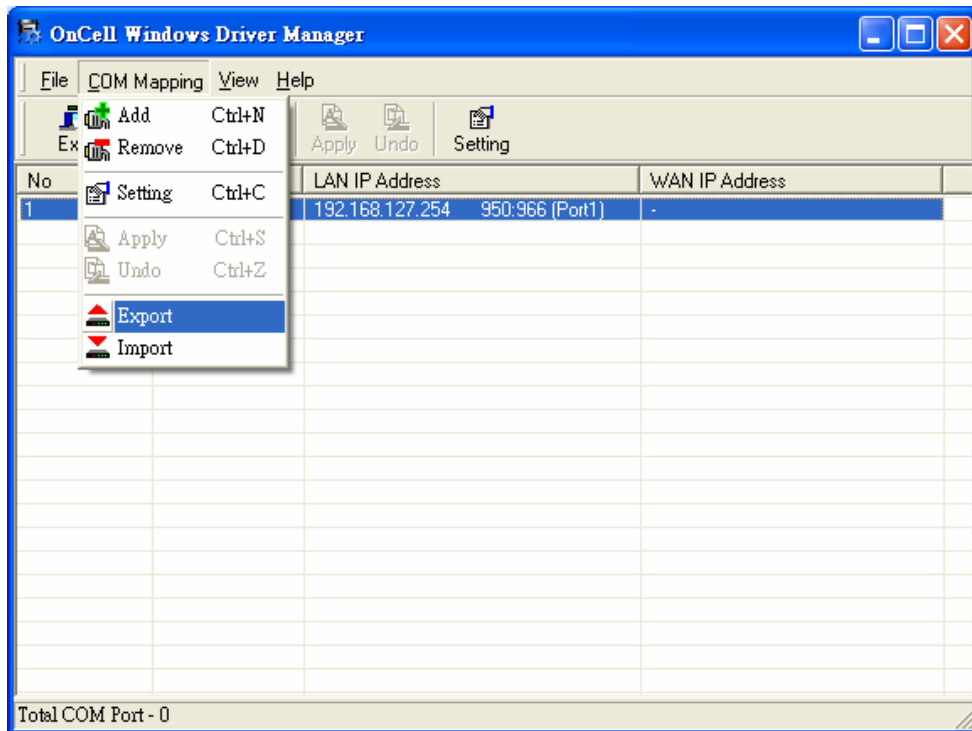 OnCell Windows Driver Manager
File COM Mapping View Help
Add Ctrl+N
Remove Ctrl+D
Setting Ctrl+C
Apply Ctrl+S
Undo Ctrl+Z
Export
Import
Ex Apply Undo Setting
No LAN IP Address WAN IP Address
1 192.168.127.254 950:966 (Port1) -
Total COM Port - 0